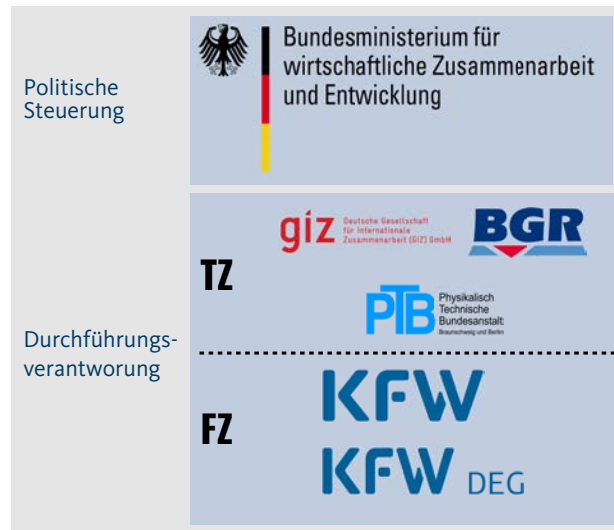 Politische
Steuerung
Bundesministerium für
wirtschaftliche Zusammenarbeit
und Entwicklung
Durchführungs-
verantworung
TZ
giz
Deutsche Gesellschaft
für Internationale
Zusammenarbeit (GIZ) GmbH
BGR
PTB
Physikalisch
Technische
Bundesanstalt
Braunschweig und Berlin
FZ
KFW
KFW DEG